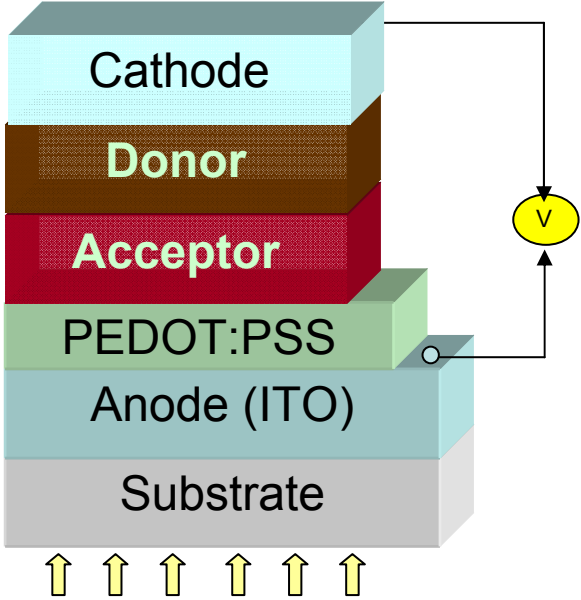 Cathode
Donor
V
Acceptor
PEDOT:PSS
Anode (ITO)
Substrate